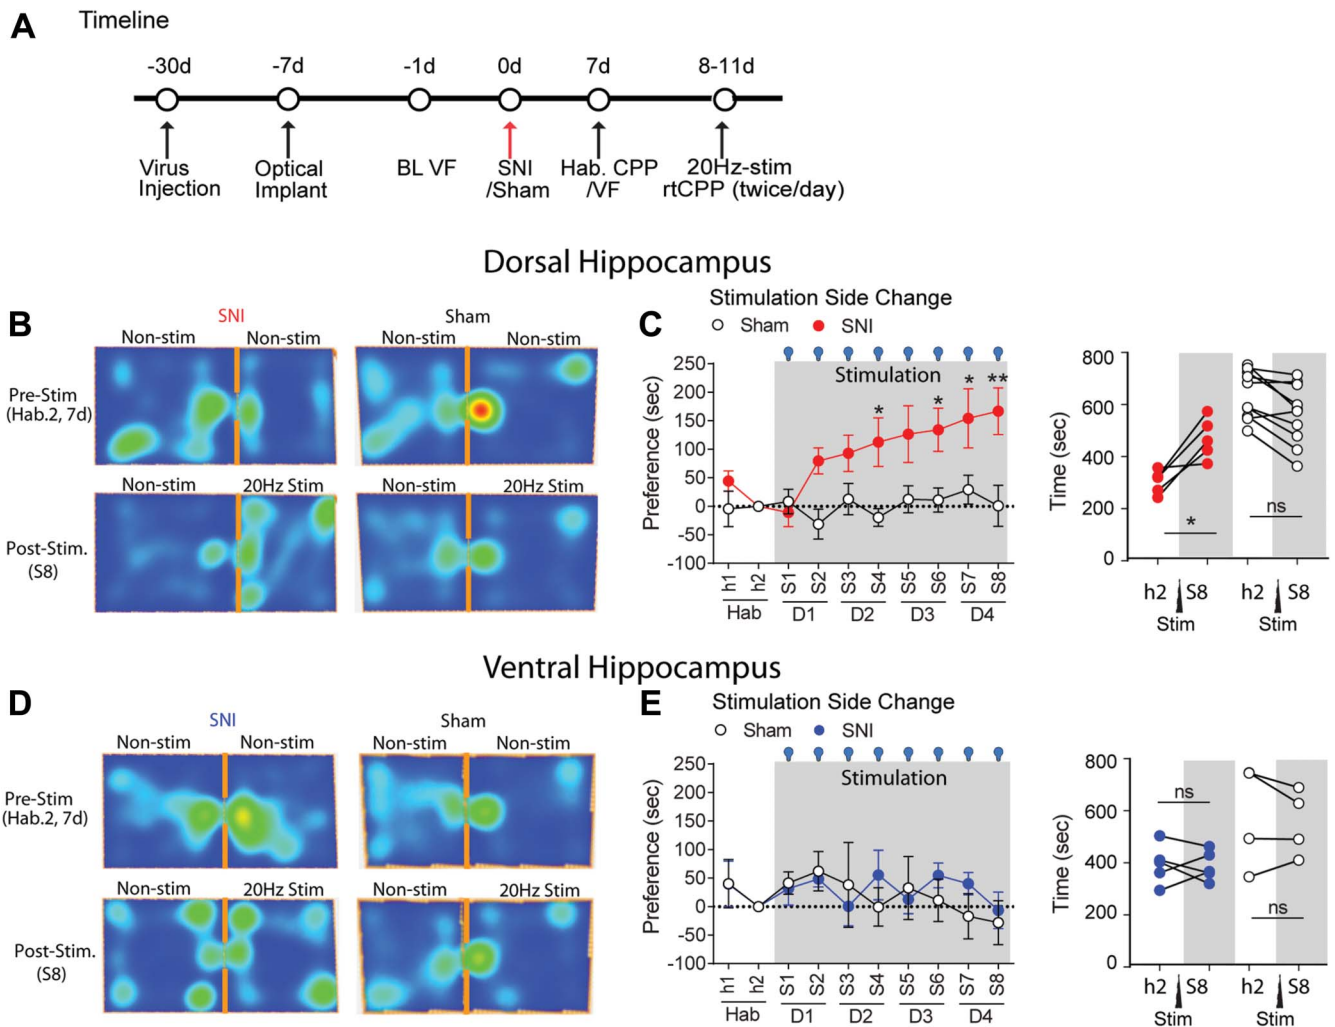 A
Timeline
-30d
-7d
-1d
0d
7d
8-11d
Virus
Injection
Optical
Implant
BL VF
SNI
/Sham
Hab. CPP
/VF
20Hz-stim
rtCPP (twice/day)
Dorsal Hippocampus
B
SNI
Sham
Non-stim
Non-stim
Non-stim
Non-stim
Pre-Stim
(Hab.2, 7d)
Non-stim
20Hz Stim
Non-stim
20Hz Stim
Post-Stim.
(S8)
C
Stimulation Side Change
Sham
SNI
Stimulation
Preference (sec)
250
200
150
100
50
0
-50
-100
*
*
*
**
h1
h2
S1
S2
S3
S4
S5
S6
S7
S8
Hab
D1
D2
D3
D4
Time (sec)
800
600
400
200
0
*
ns
h2
S8
h2
S8
Stim
Stim
Ventral Hippocampus
D
SNI
Sham
Non-stim
Non-stim
Non-stim
Non-stim
Pre-Stim
(Hab.2, 7d)
Non-stim
20Hz Stim
Non-stim
20Hz Stim
Post-Stim.
(S8)
E
Stimulation Side Change
Sham
SNI
Stimulation
Preference (sec)
250
200
150
100
50
0
-50
-100
h1
h2
S1
S2
S3
S4
S5
S6
S7
S8
Hab
D1
D2
D3
D4
Time (sec)
800
600
400
200
0
ns
ns
h2
S8
h2
S8
Stim
Stim